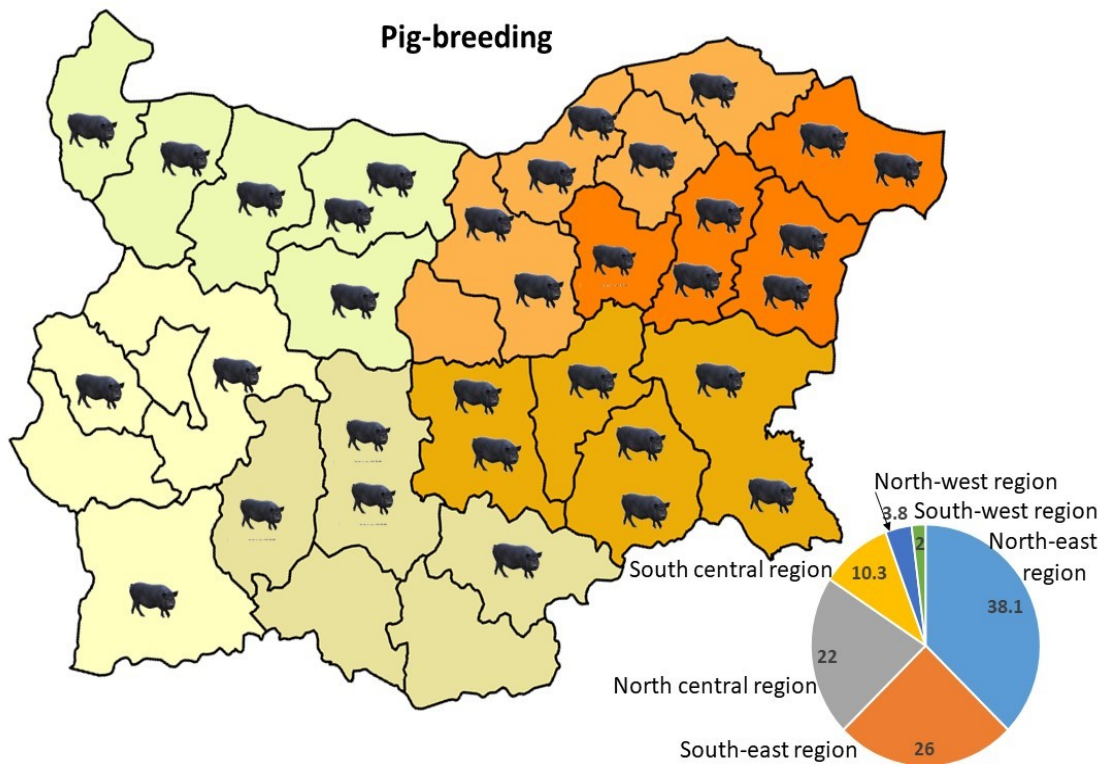 Pig-breeding
North-west region
3.8
South-west region
2
North-east
region
38.1
South central region
10.3
22
North central region
South-east region
26